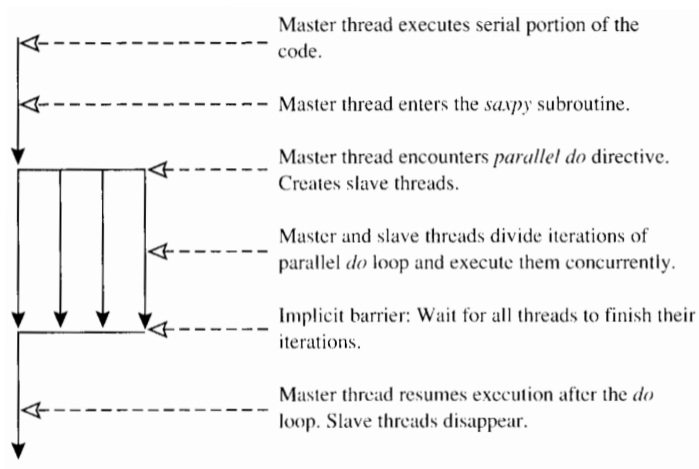 Master thread executes serial portion of the
code.
Master thread enters the saxpy subroutine.
Master thread encounters parallel do directive.
Creates slave threads.
Master and slave threads divide iterations of
parallel do loop and execute them concurrently.
Implicit barrier: Wait for all threads to finish their
iterations.
Master thread resumes execution after the do
loop. Slave threads disappear.